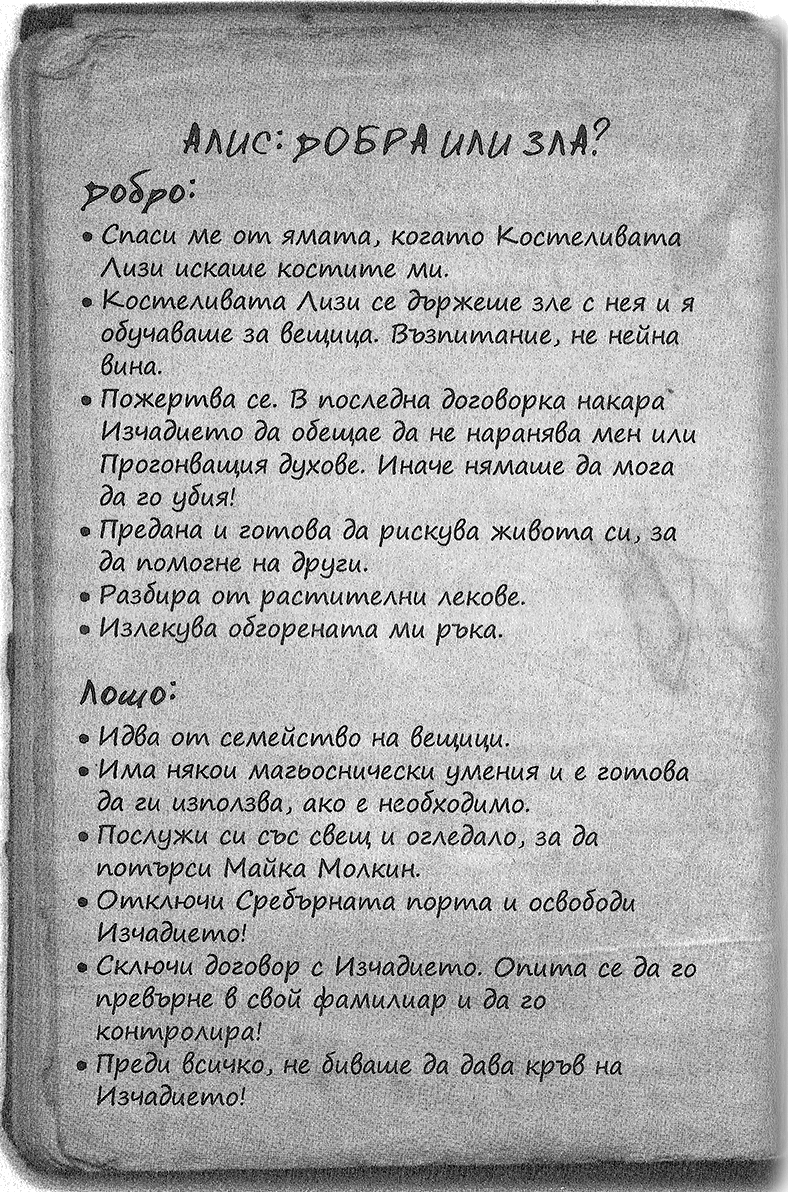 АЛИС: ДОБРА ИЛИ ЗЛА?
Добро:
• Спаси ме от ямата, когато Костеливата
Лизи искаше костите ми.
• Костеливата Лизи се държеше зле с нея и я
обучаваше за вещица. Възпитание, не нейна
вина.
• Пожертва се. В последна договорка накара
Изчадието да обещае да не наранява мен или
Прогонващия духове. Иначе нямаше да мога
да го убия!
• Предана и готова да рискува живота си, за
да помогне на други.
• Разбира от растителни лекове.
• Излекува обгорената ми ръка.
Лошо:
• Идва от семейство на вещици.
• Има някои магьоснически умения и е готова
да ги използва, ако е необходимо.
• Послужи си със свещ и огледало, за да
потърси Майка Молкин.
• Отключи Сребърната порта и освободи
Изчадието!
• Сключи договор с Изчадието. Опита се да го
превърне в свой фамилиар и да го
контролира!
• Преди всичко, не биваше да дава кръв на
Изчадието!